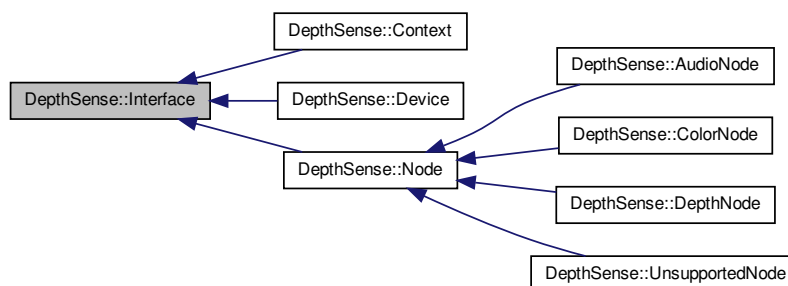 DepthSense::Context
DepthSense::AudioNode
DepthSense::Interface
DepthSense::Device
DepthSense::ColorNode
DepthSense::Node
DepthSense::DepthNode
DepthSense::UnsupportedNode